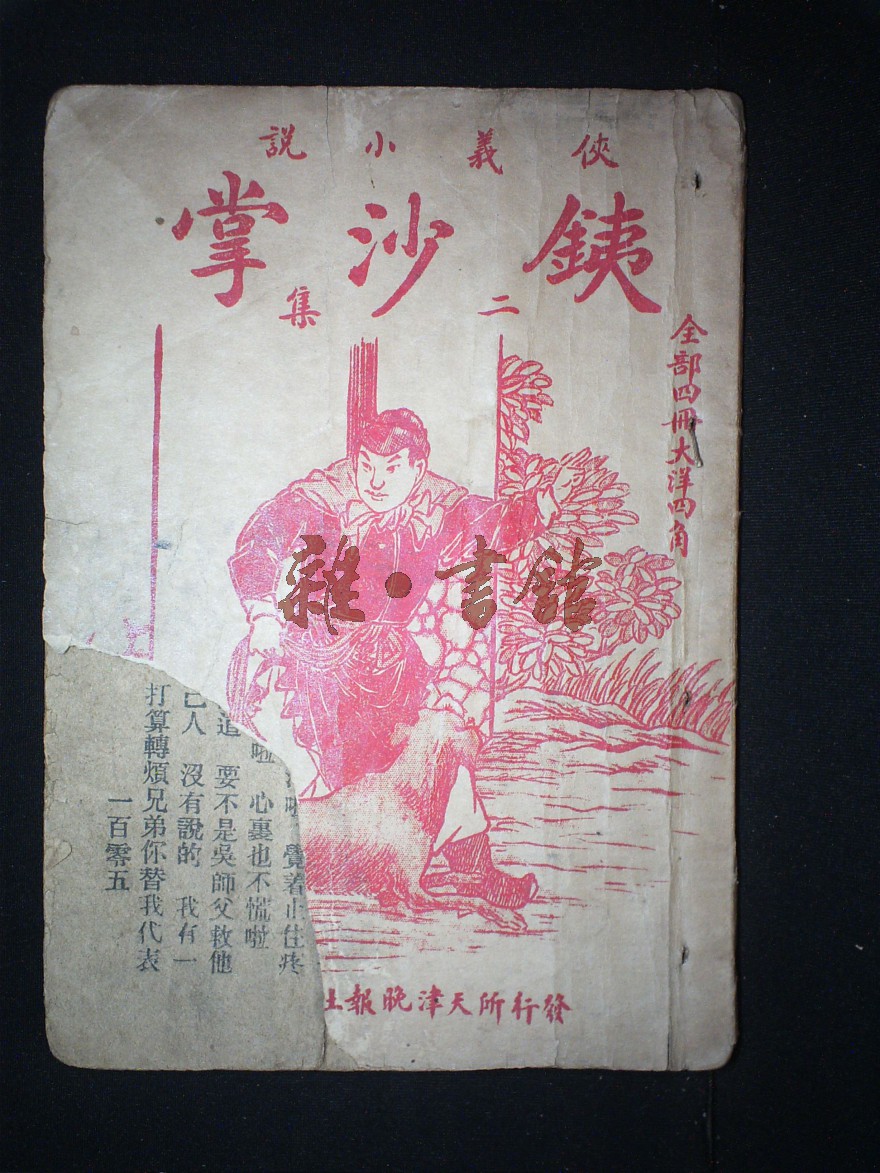 俠義小説
銕沙掌
二集
全部四冊大洋四角
雜·書館
覺着止住疼
啦 心裏也不慌啦
道 要不是吳師父救他
己人 沒有說的 我有一
打算轉煩兄弟你替我代表
一百零五
發行所天津晚報社